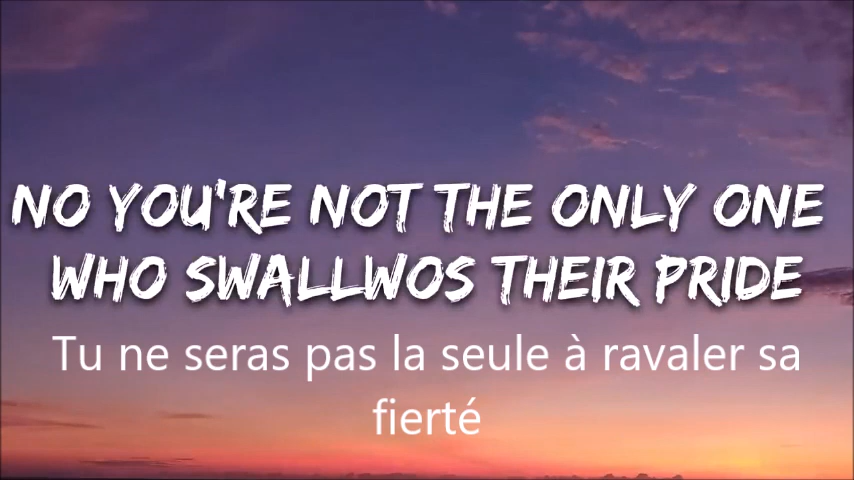 NO YOU'RE NOT THE ONLY ONE
WHO SWALLWOS THEIR PRIDE
Tu ne seras pas la seule à ravaler sa
fierté